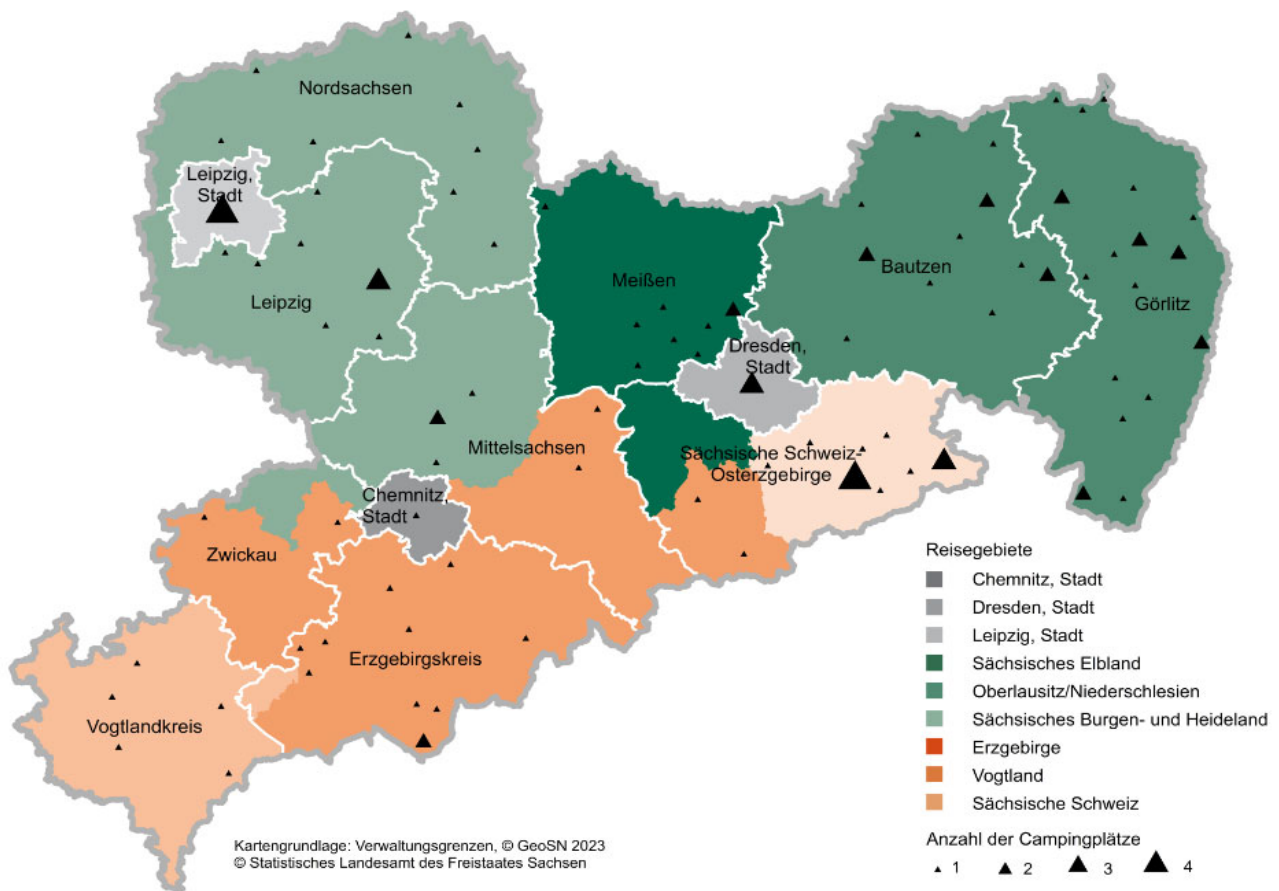 Nordsachsen
Leipzig,
Stadt
Leipzig
Meißen
Bautzen
Görlitz
Dresden,
Stadt
Mittelsachsen
Sächsische Schweiz-
Osterzgebirge
Chemnitz,
Stadt
Zwickau
Erzgebirgskreis
Vogtlandkreis
Reisegebiete
Chemnitz, Stadt
Dresden, Stadt
Leipzig, Stadt
Sächsisches Elbland
Oberlausitz/Niederschlesien
Sächsisches Burgen- und Heideland
Erzgebirge
Vogtland
Sächsische Schweiz
Anzahl der Campingplätze
1 2 3 4
Kartengrundlage: Verwaltungsgrenzen, © GeoSN 2023
© Statistisches Landesamt des Freistaates Sachsen